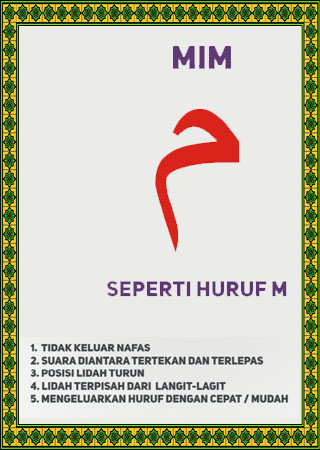 MIM
م
SEPERTI HURUF M
1. TIDAK KELUAR NAFAS
2. SUARA DIANTARA TERTEKAN DAN TERLEPAS
3. POSISI LIDAH TURUN
4. LIDAH TERPISAH DARI LANGIT-LAGIT
5. MENGELUARKAN HURUF DENGAN CEPAT / MUDAH